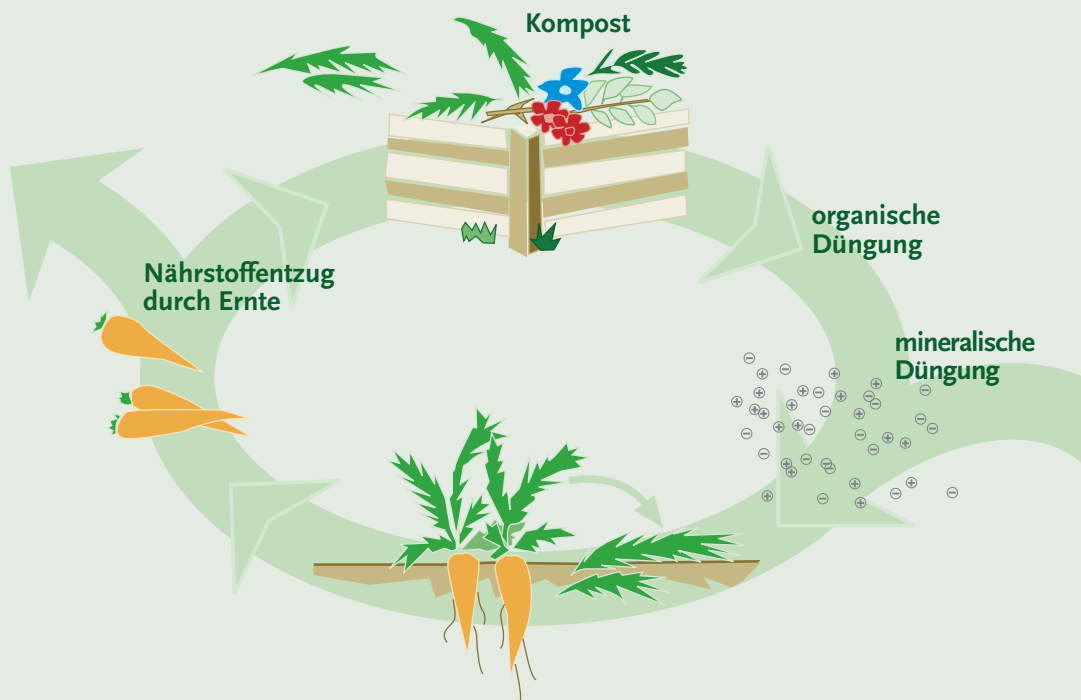 Kompost
organische
Düngung
Nährstoffentzug
durch Ernte
mineralische
Düngung